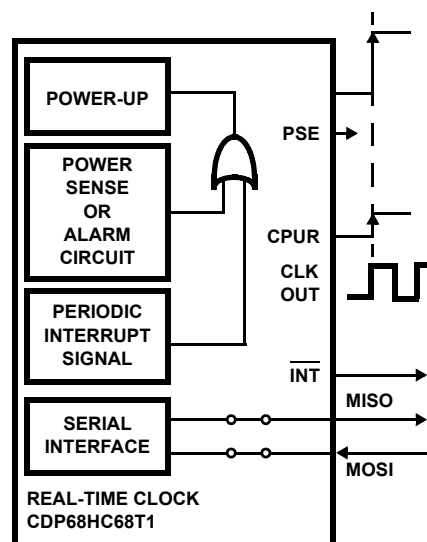 POWER-UP
PSE
POWER
SENSE
OR
ALARM
CIRCUIT
CPUR
CLK
OUT
PERIODIC
INTERRUPT
SIGNAL
INT
MISO
SERIAL
INTERFACE
MOSI
REAL-TIME CLOCK
CDP68HC68T1